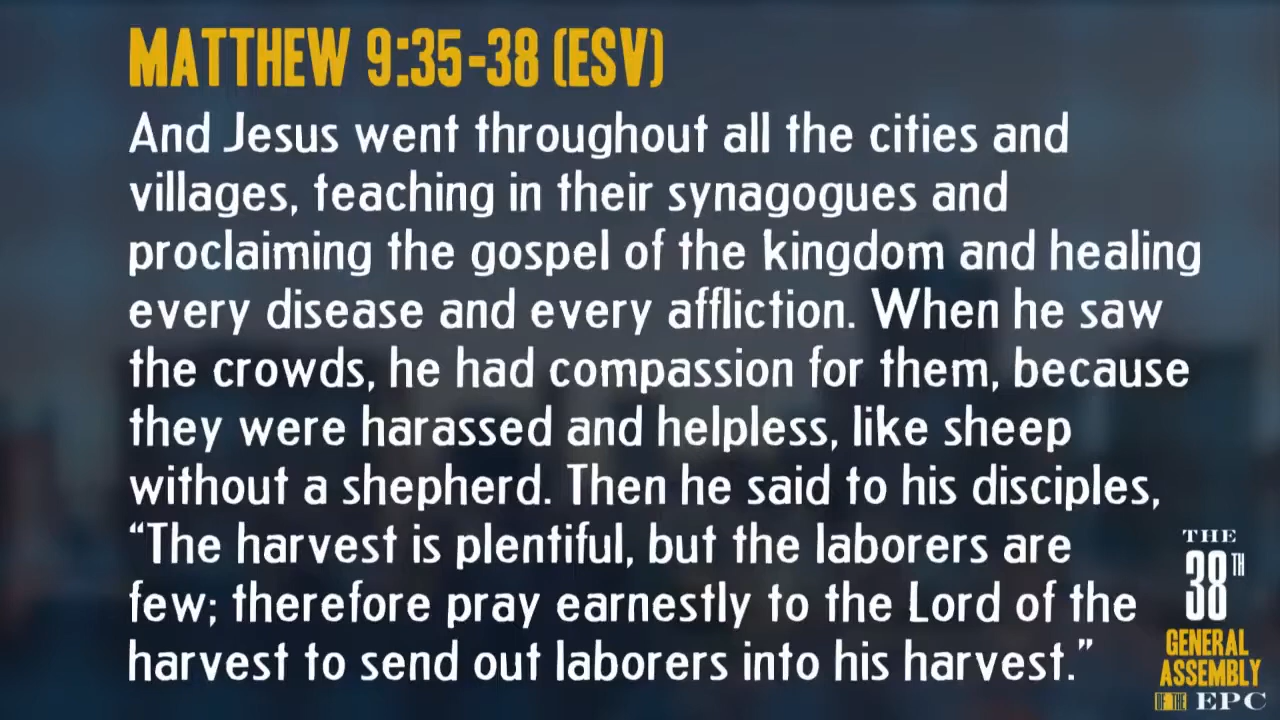 MATTHEW 9:35-38 (ESV)
And Jesus went throughout all the cities and
villages, teaching in their synagogues and
proclaiming the gospel of the kingdom and healing
every disease and every affliction. When he saw
the crowds, he had compassion for them, because
they were harassed and helpless, like sheep
without a shepherd. Then he said to his disciples,
“The harvest is plentiful, but the laborers are
few; therefore pray earnestly to the Lord of the
harvest to send out laborers into his harvest.”
THE
38TH
GENERAL
ASSEMBLY
OF THE EPC